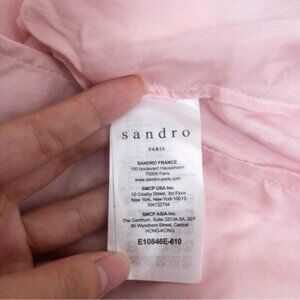 sandro
PARIS
SANDRO FRANCE
150 boulevard Haussmann
75008 Paris
www.sandro-paris.com
SMCP USA Inc.
10 Crosby Street, 3rd Floor
New York, New York 10013
RN132794
SMCP ASIA Inc.
The Centrium, Suite 3203A-5A, 32/F
60 Wyndham Street, Central
HONG-KONG
E10846E-610